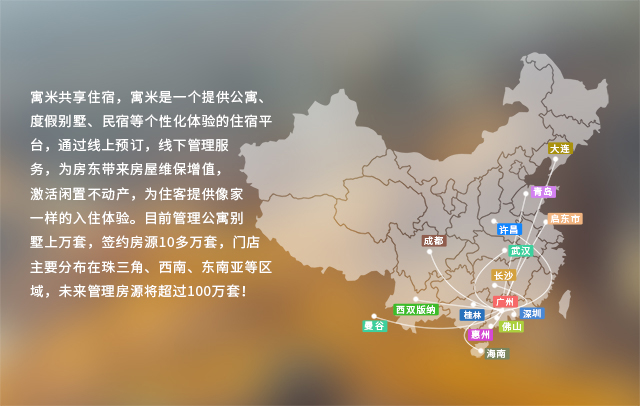 寓米共享住宿，寓米是一个提供公寓、
度假别墅、民宿等个性化体验的住宿平
台，通过线上预订，线下管理服
务，为房东带来房屋维保增值，
激活闲置不动产，为住客提供像家
一样的入住体验。目前管理公寓别
墅上万套，签约房源10多万套，门店
主要分布在珠三角、西南、东南亚等区
域，未来管理房源将超过100万套！
大连
青岛
启东市
许昌
成都
武汉
长沙
广州
西双版纳
桂林
深圳
曼谷
佛山
惠州
海南